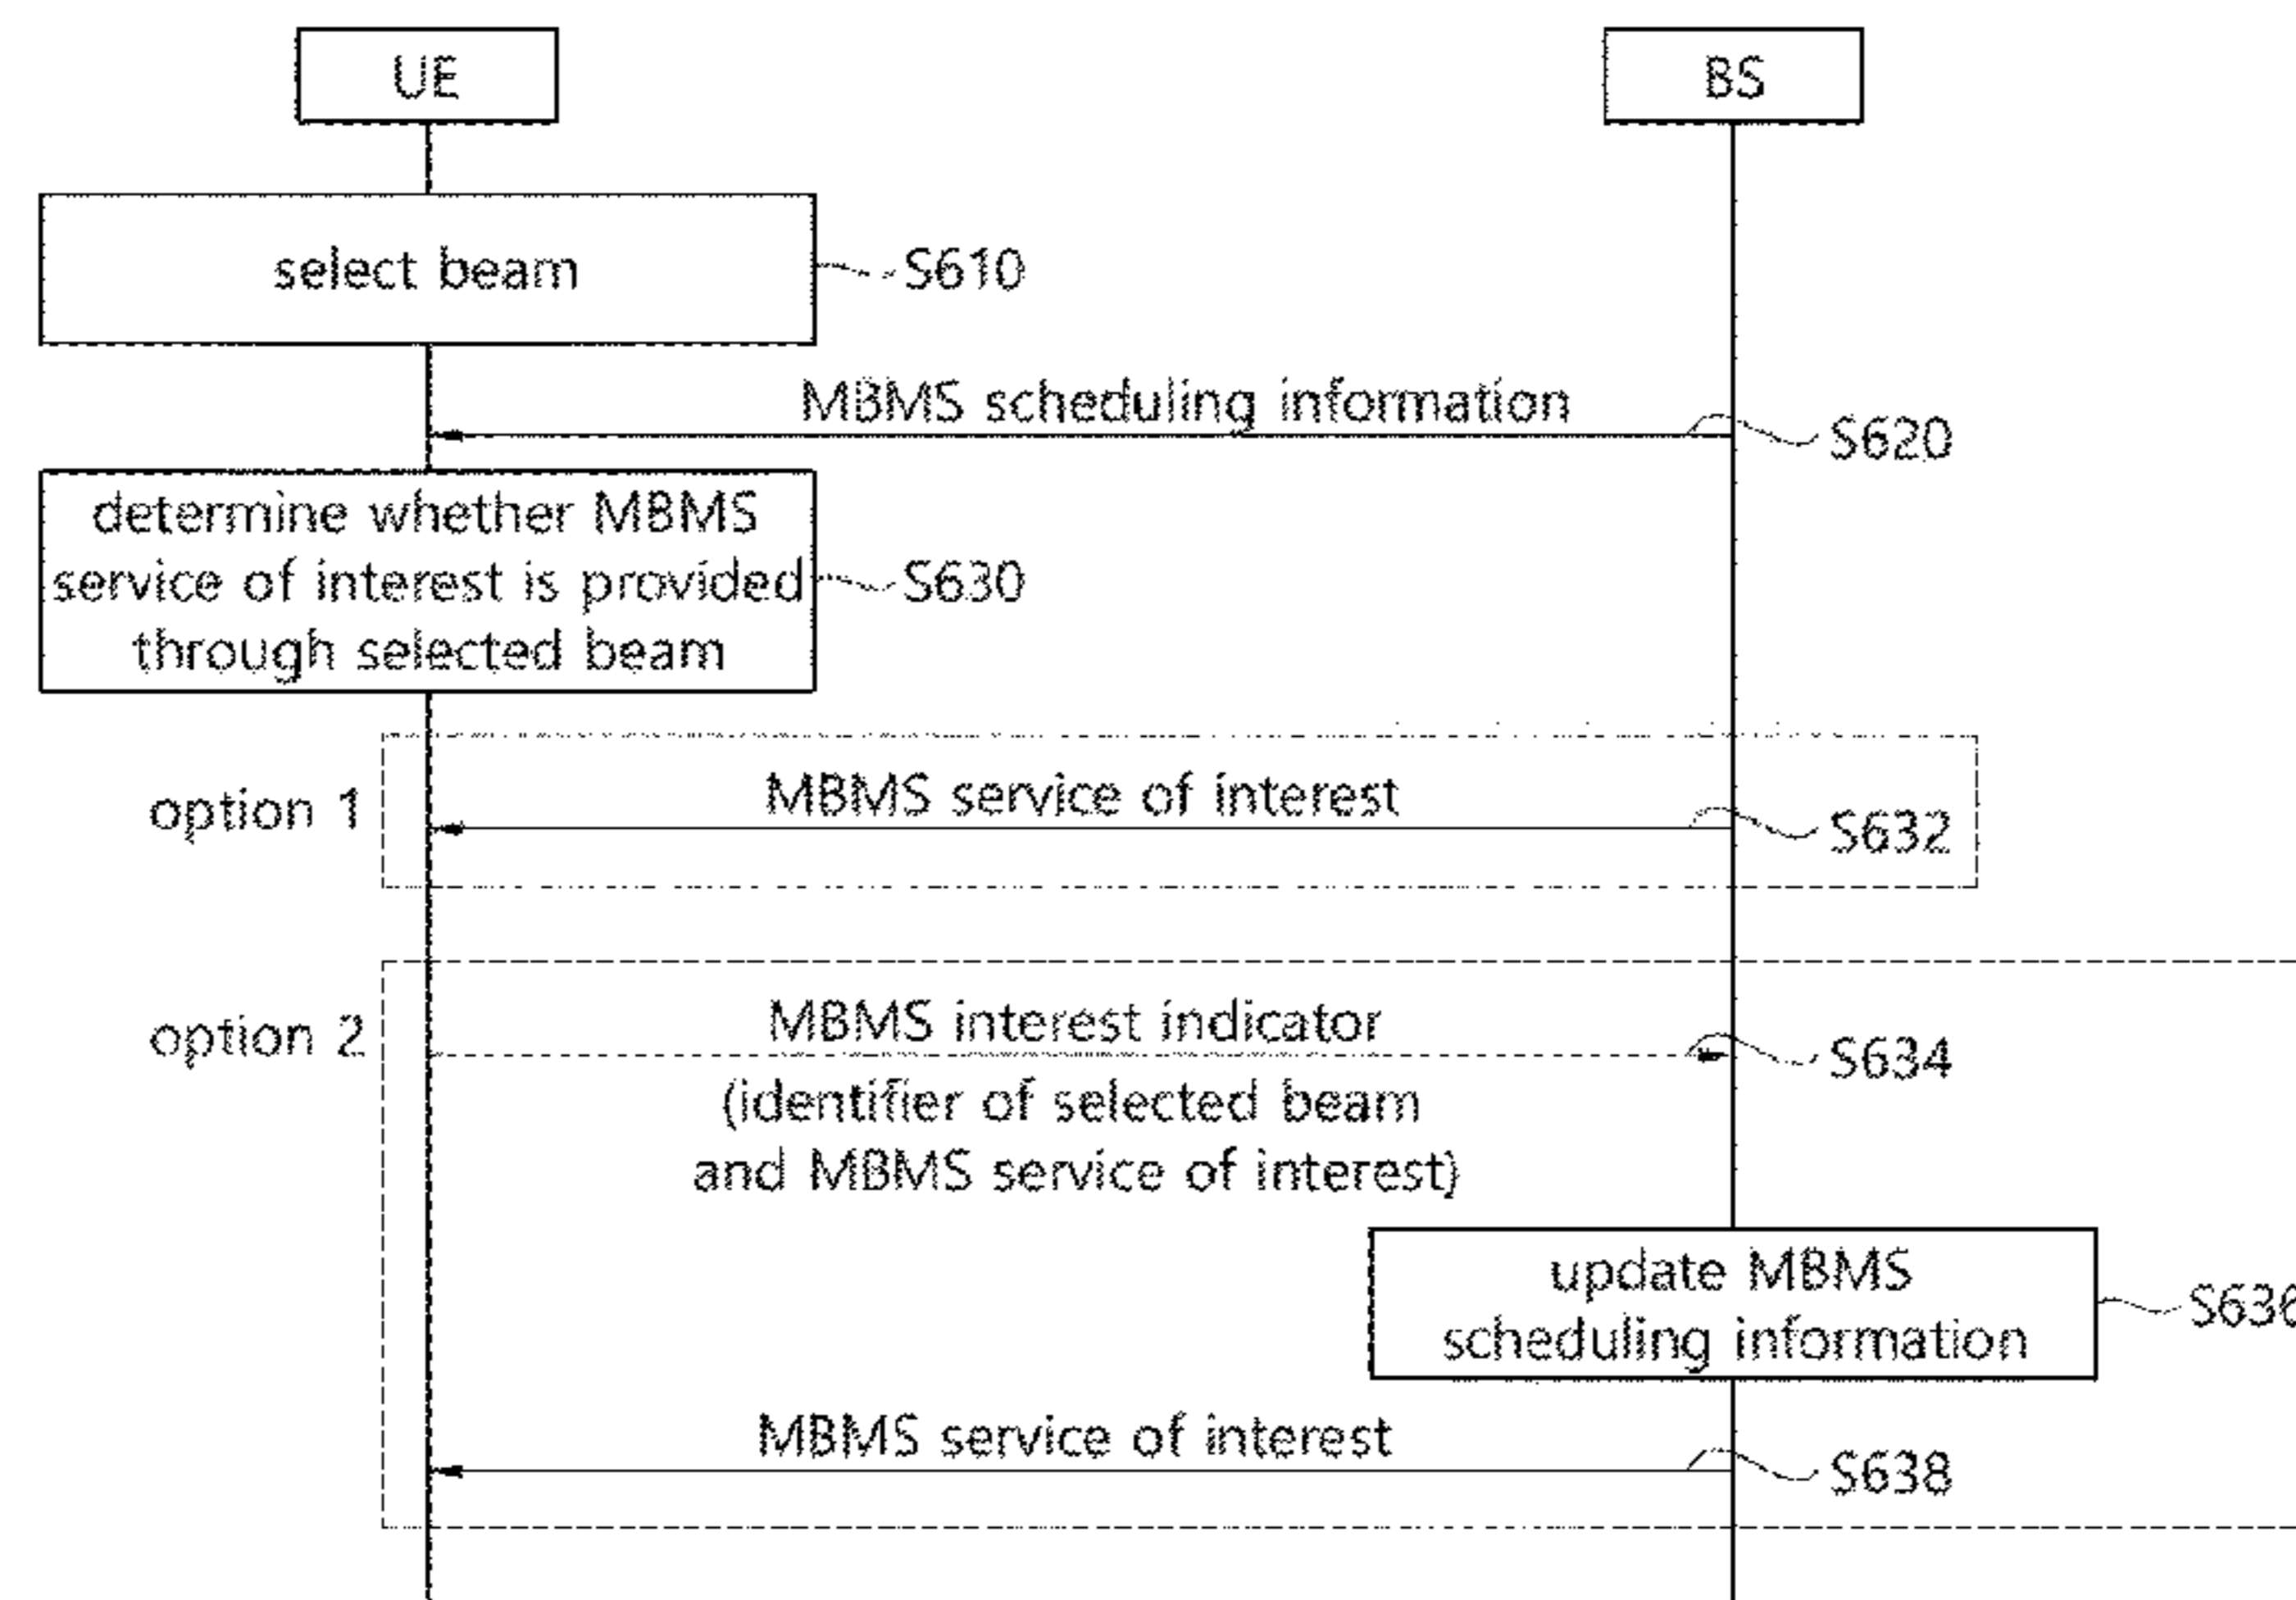 UE
BS
select beam
S610
MBMS scheduling information
S620
determine whether MBMS
service of interest is provided
through selected beam
S630
option 1
MBMS service of interest
S632
option 2
MBMS interest indicator
S634
(identifier of selected beam
and MBMS service of interest)
update MBMS
scheduling information
S636
MBMS service of interest
S638